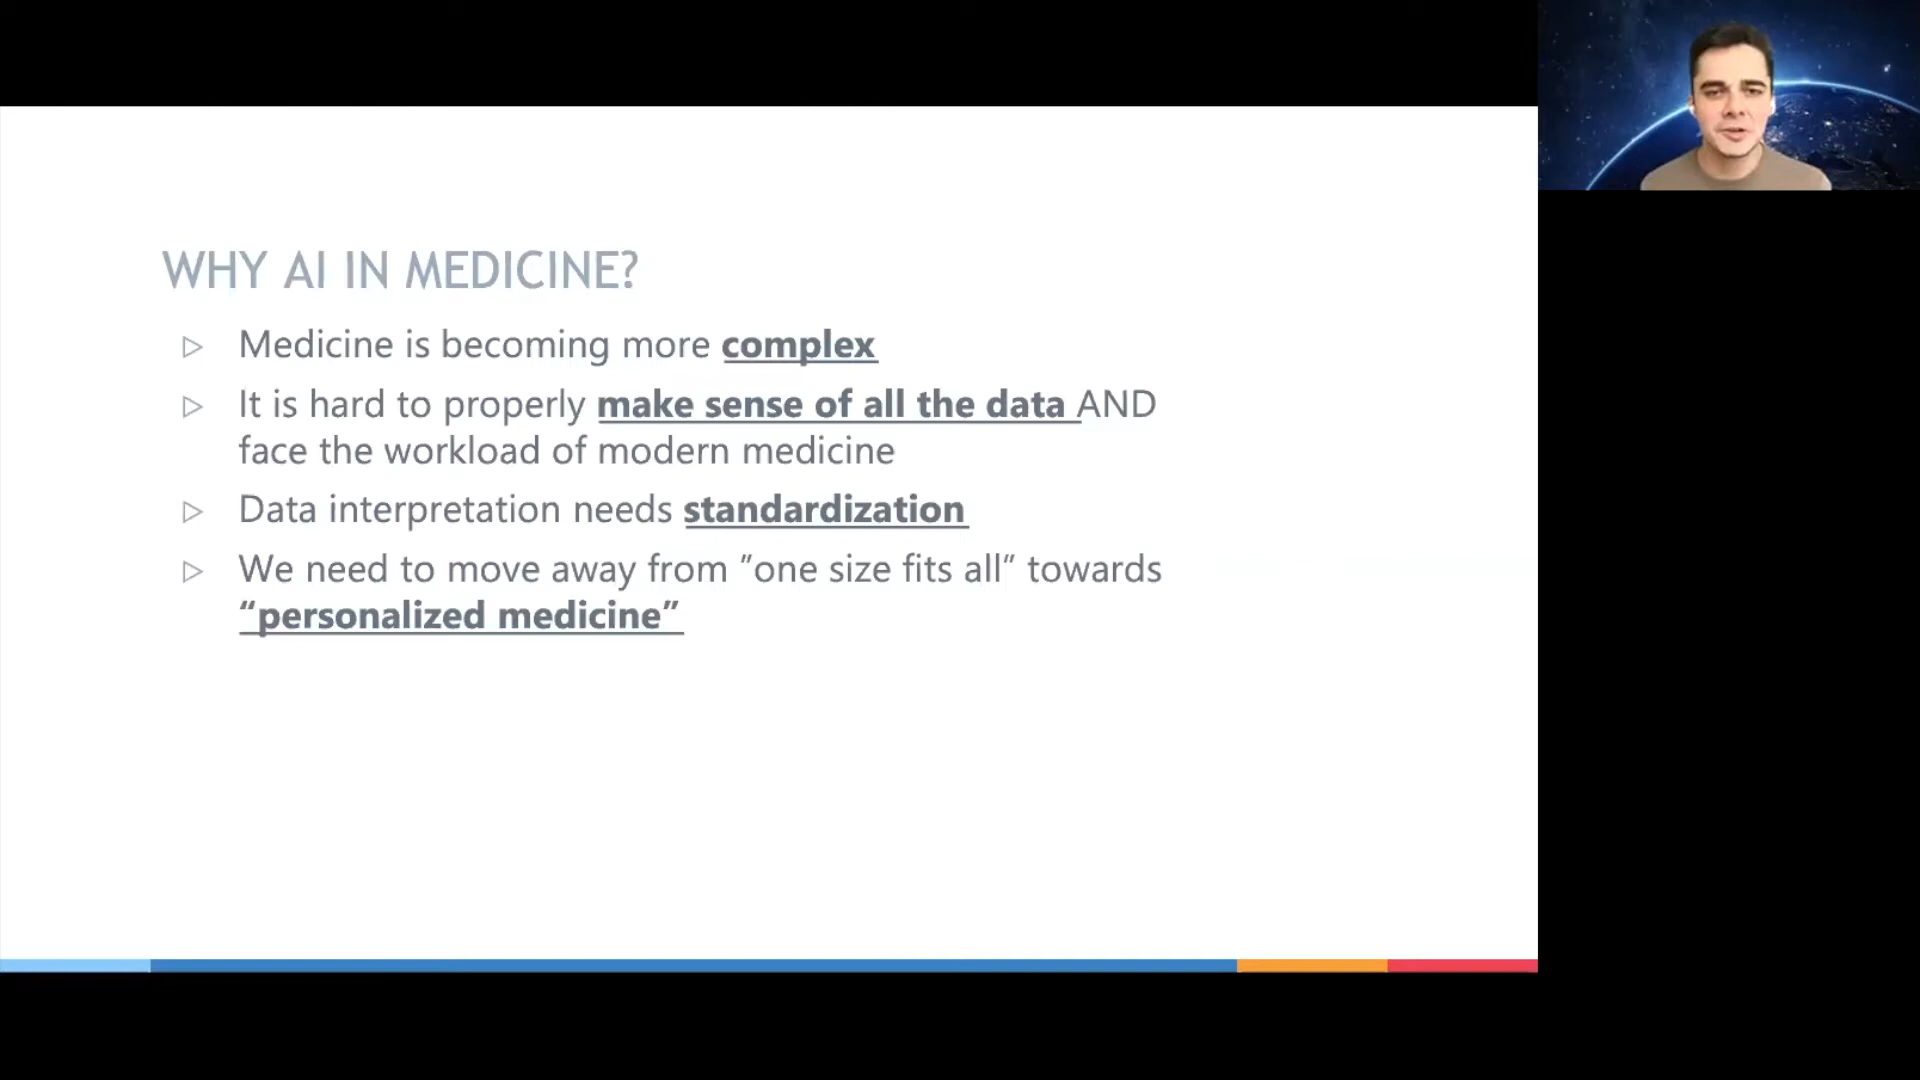 WHY AI IN MEDICINE?
Medicine is becoming more complex
It is hard to properly make sense of all the data AND
face the workload of modern medicine
Data interpretation needs standardization
We need to move away from ”one size fits all” towards
“personalized medicine”